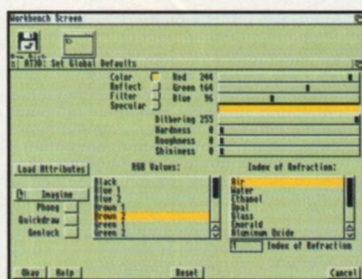 Workbench Screen
AT3D: Set Global Defaults
Color Red 244
Reflect Green 164
Filter Blue 96
Specular
Dithering 255
Hardness 0
Roughness 0
Shininess 0
Load Attributes RGB Values: Index of Refraction:
Black Air
Blue 1 Water
Blue 2 Ethanol
Brown 1 Opal
Brown 2 Glass
Green 1 Emerald
Green 2 Aluminum Oxide
Imagine
Phong
Quickdraw
Genlock
1 Index of Refraction
Okay Help Reset Cancel